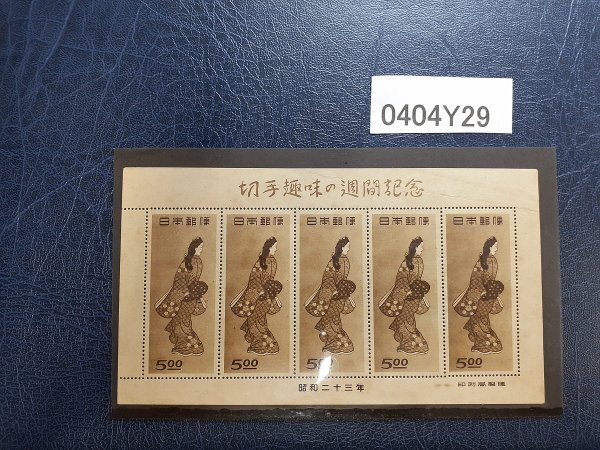 0404Y29
切手趣味の週間記念
日本郵便 日本郵便 日本郵便 日本郵便 日本郵便
5.00 5.00 5.00 5.00 5.00
昭和二十三年